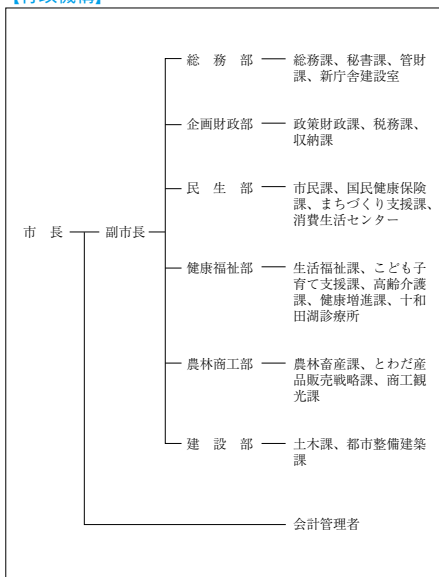 【行政機構】
総務部 総務課、秘書課、管財
課、新庁舎建設室
企画財政部 政策財政課、税務課、
収納課
民生部 市民課、国民健康保険
課、まちづくり支援課、
消費生活センター
市長 副市長
健康福祉部 生活福祉課、こども子
育て支援課、高齢介護
課、健康増進課、十和
田湖診療所
農林商工部 農林畜産課、とわだ産
品販売戦略課、商工観
光課
建設部 土木課、都市整備建築
課
会計管理者